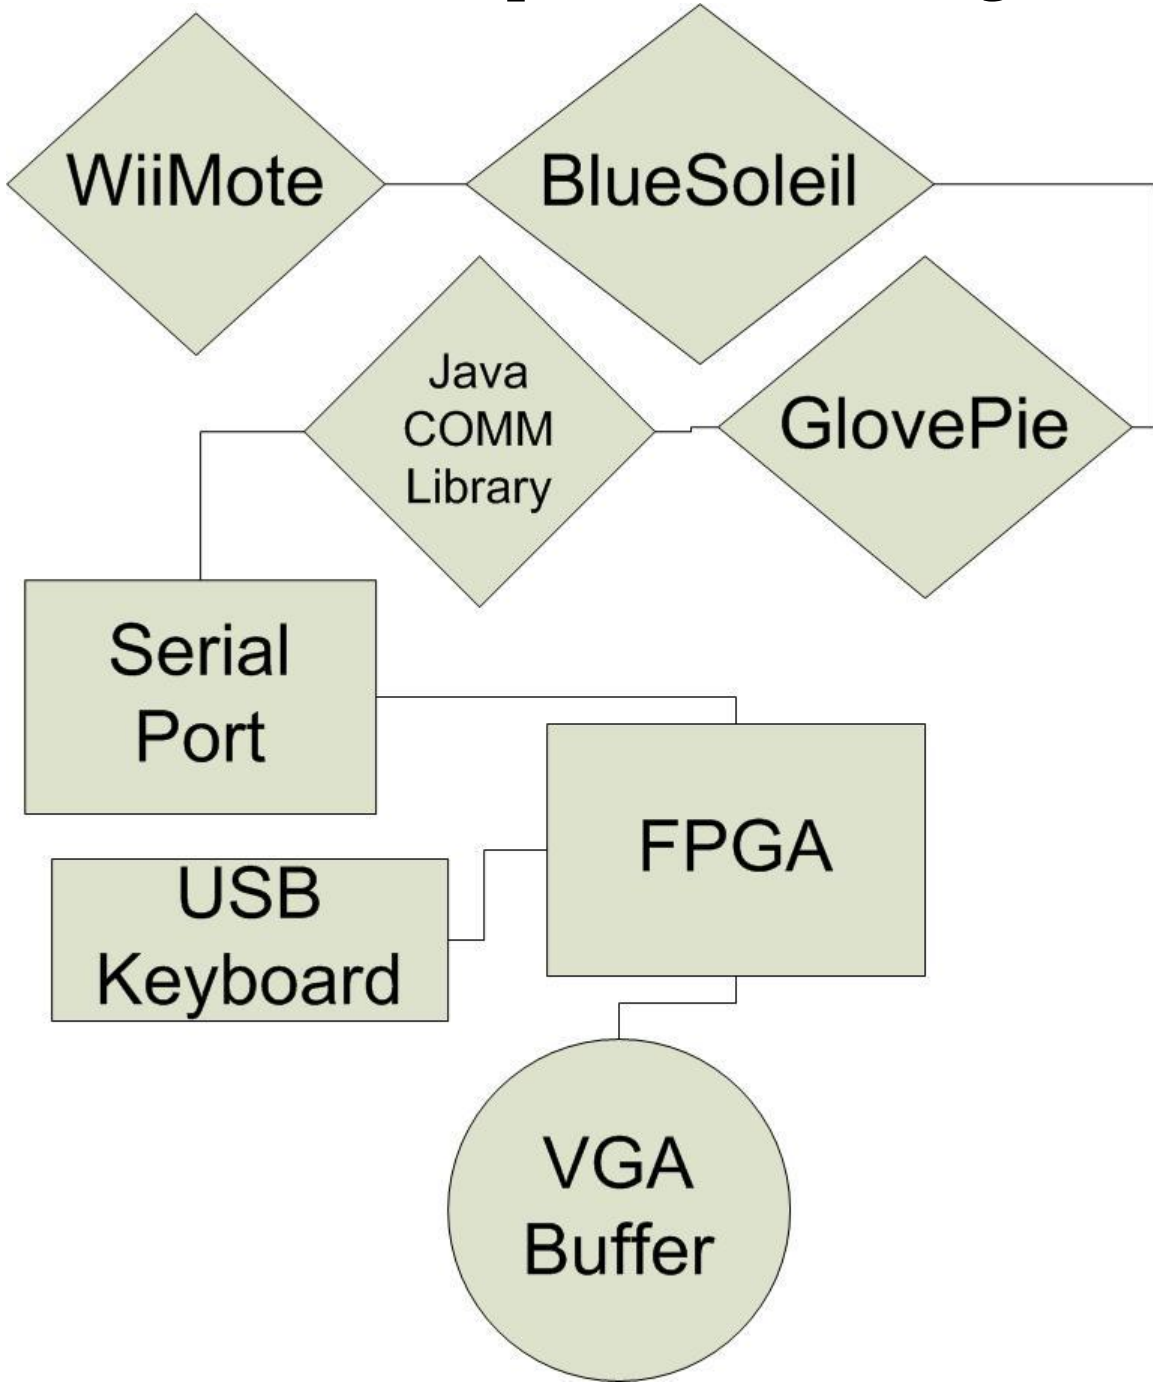 WiiMote
BlueSoleil
Java
COMM
Library
GlovePie
Serial
Port
FPGA
USB
Keyboard
VGA
Buffer